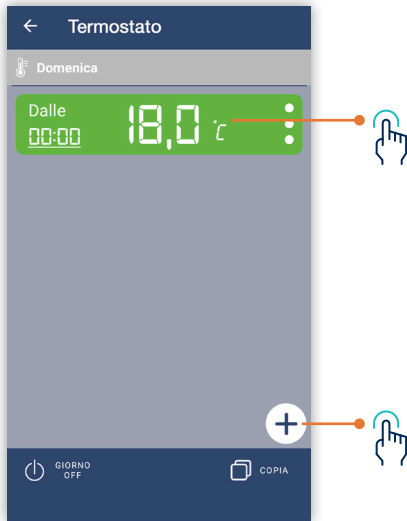 Termostato
Domenica
Dalle
00:00
18,0 °C
GIORNO
OFF
COPIA